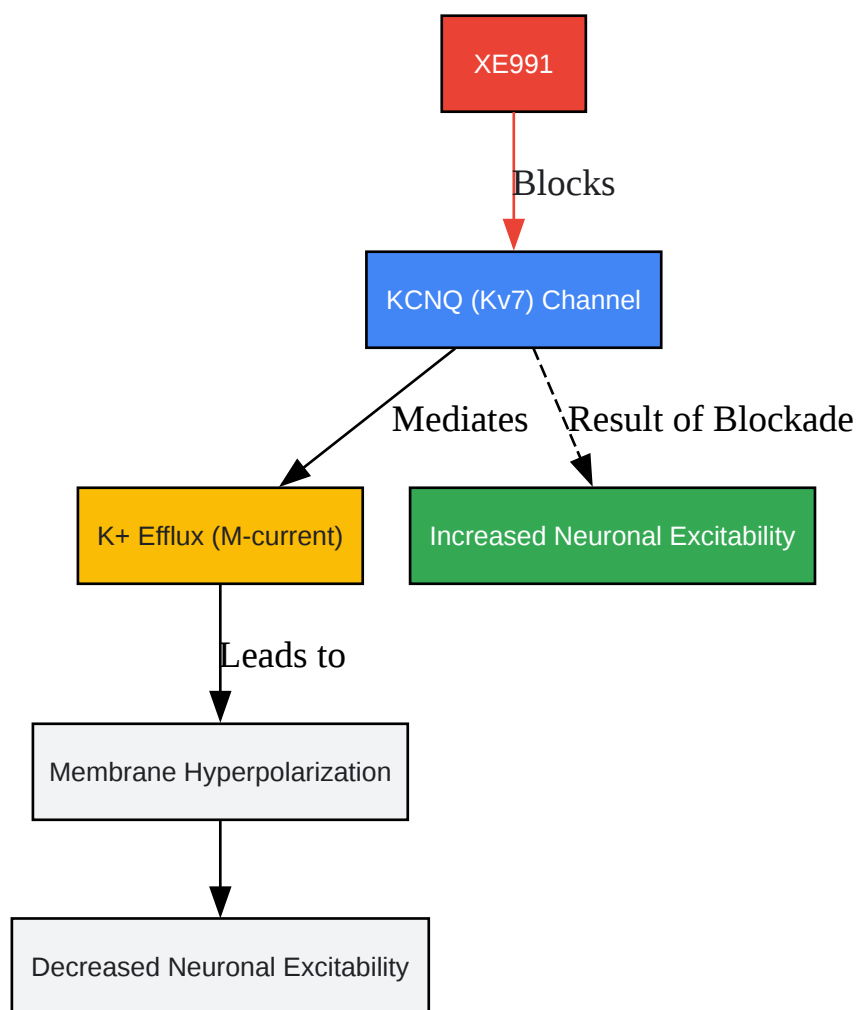 XE991
Blocks
KCNQ (Kv7) Channel
Mediates
Result of Blockade
K+ Efflux (M-current)
Increased Neuronal Excitability
Leads to
Membrane Hyperpolarization
Decreased Neuronal Excitability